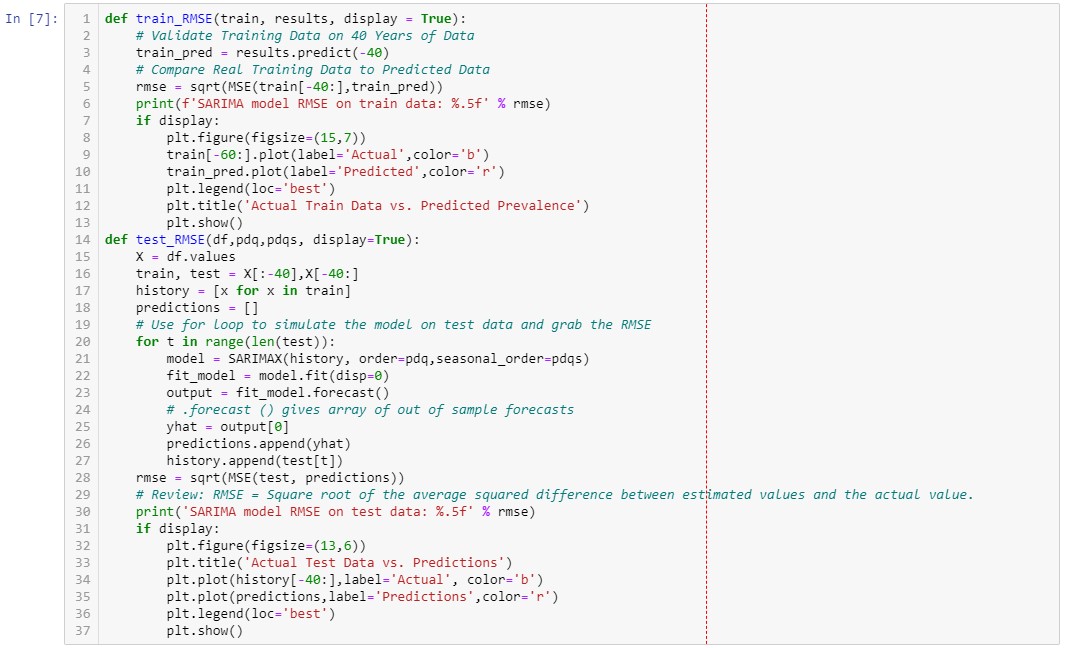 In [7]:
1 def train_RMSE(train, results, display = True):
2     # Validate Training Data on 40 Years of Data
3     train_pred = results.predict(-40)
4     # Compare Real Training Data to Predicted Data
5     rmse = sqrt(MSE(train[-40:],train_pred))
6     print(f'SARIMA model RMSE on train data: %.5f' % rmse)
7     if display:
8         plt.figure(figsize=(15,7))
9         train[-60:].plot(label='Actual',color='b')
10         train_pred.plot(label='Predicted',color='r')
11         plt.legend(loc='best')
12         plt.title('Actual Train Data vs. Predicted Prevalence')
13         plt.show()
14 def test_RMSE(df,pdq,pdqs, display=True):
15     X = df.values
16     train, test = X[:-40],X[-40:]
17     history = [x for x in train]
18     predictions = []
19     # Use for loop to simulate the model on test data and grab the RMSE
20     for t in range(len(test)):
21         model = SARIMAX(history, order=pdq,seasonal_order=pdqs)
22         fit_model = model.fit(disp=0)
23         output = fit_model.forecast()
24         # .forecast () gives array of out of sample forecasts
25         yhat = output[0]
26         predictions.append(yhat)
27         history.append(test[t])
28     rmse = sqrt(MSE(test, predictions))
29     # Review: RMSE = Square root of the average squared difference between estimated values and the actual value.
30     print('SARIMA model RMSE on test data: %.5f' % rmse)
31     if display:
32         plt.figure(figsize=(13,6))
33         plt.title('Actual Test Data vs. Predictions')
34         plt.plot(history[-40:],label='Actual', color='b')
35         plt.plot(predictions,label='Predictions',color='r')
36         plt.legend(loc='best')
37         plt.show()